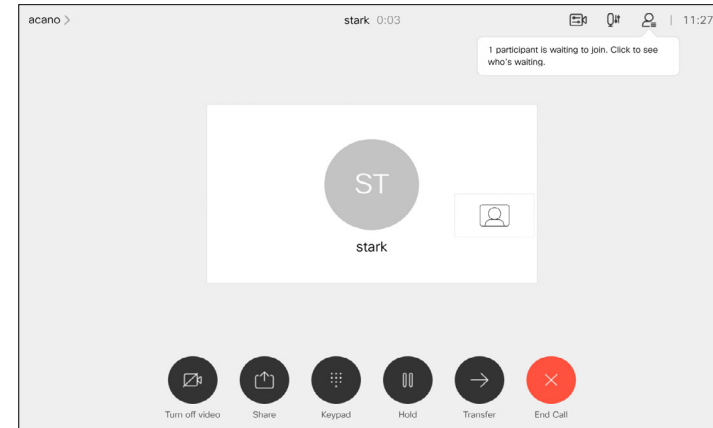 acano >
stark 0:03
11:27
1 participant is waiting to join. Click to see
who's waiting.
ST
stark
Turn off video
Share
Keypad
Hold
Transfer
End Call